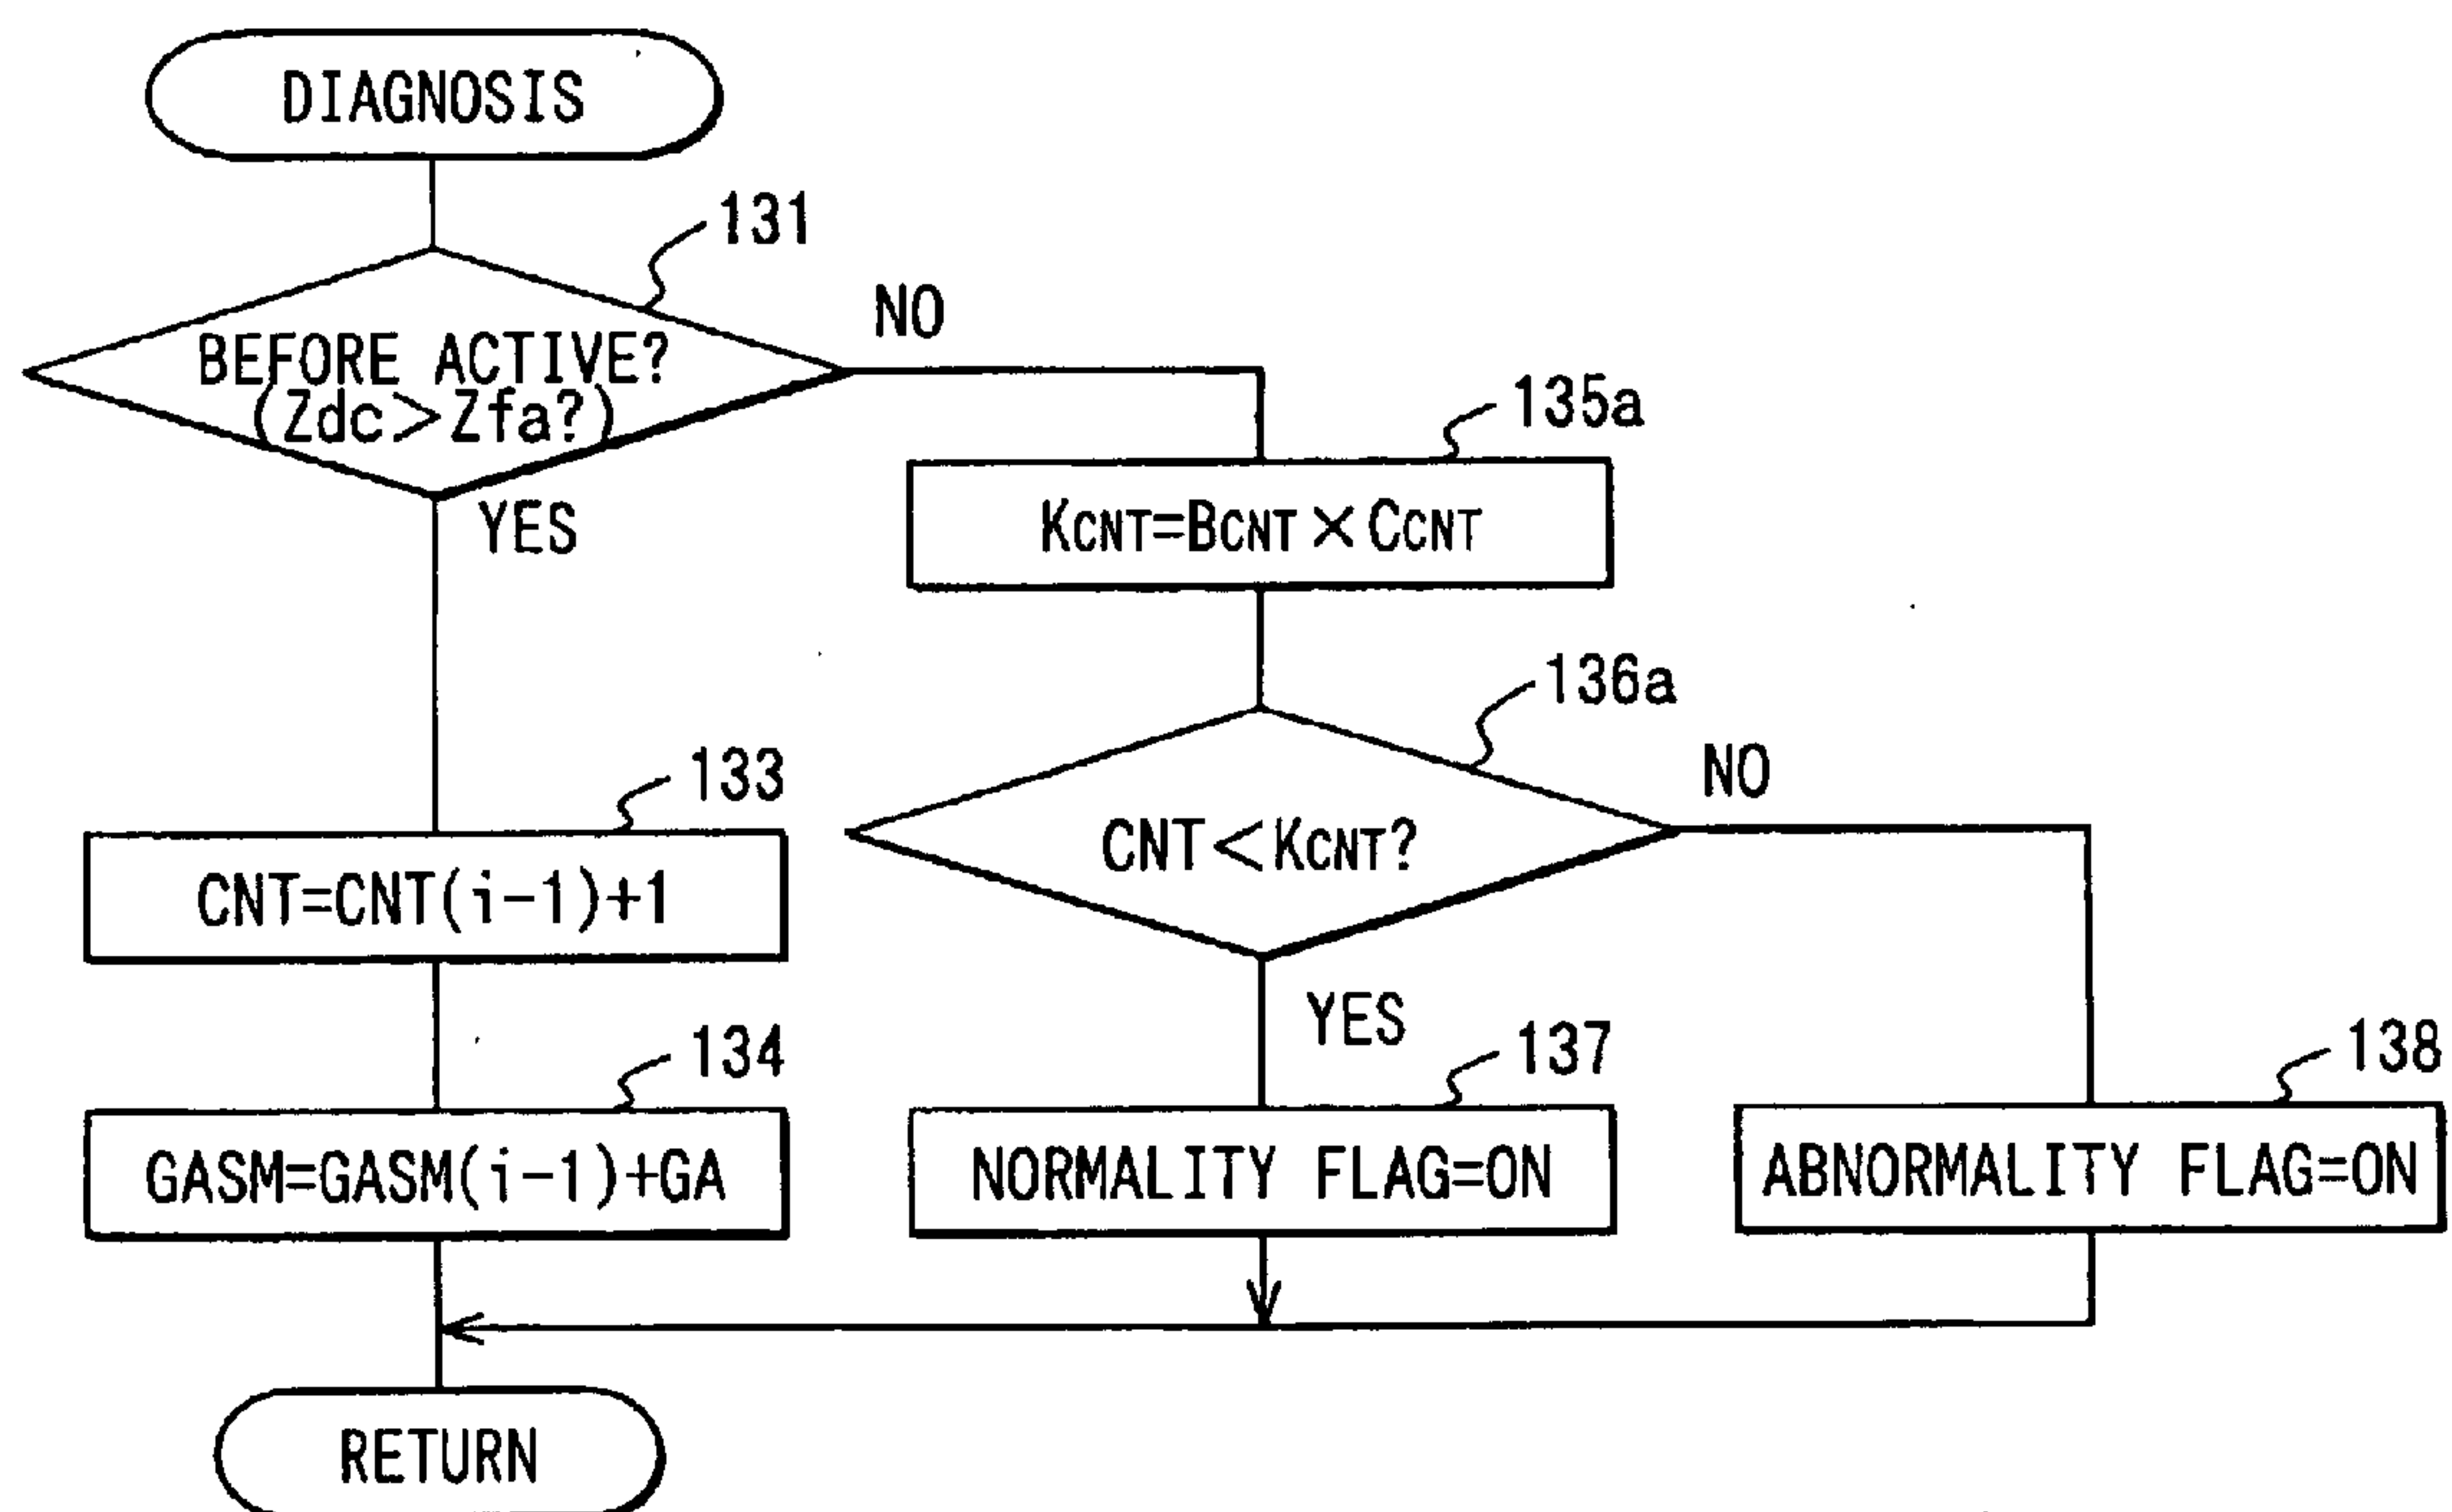 DIAGNOSIS
131
BEFORE ACTIVE?
(Zdc>Zfa?)
NO
YES
135a
KCNT=BCNT×CCNT
136a
CNT<KCNT?
NO
YES
133
CNT=CNT(i-1)+1
134
GASM=GASM(i-1)+GA
137
NORMALITY FLAG=ON
138
ABNORMALITY FLAG=ON
RETURN